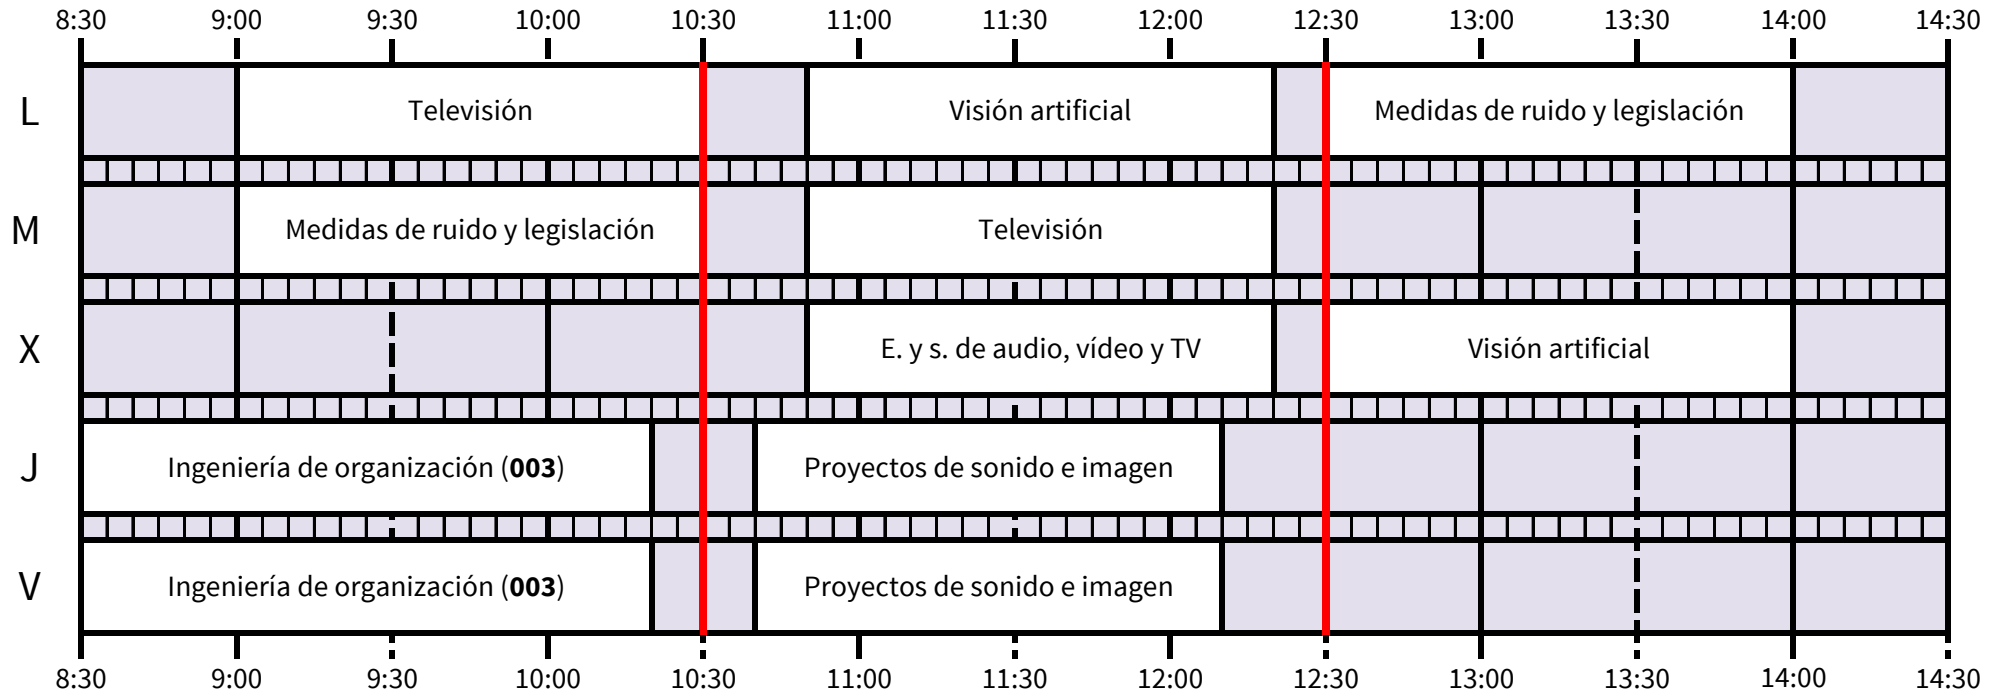 8:30 9:00 9:30 10:00 10:30 11:00 11:30 12:00 12:30 13:00 13:30 14:00 14:30
L Televisión Visión artificial Medidas de ruido y legislación
M Medidas de ruido y legislación Televisión
X E. y s. de audio, vídeo y TV Visión artificial
J Ingeniería de organización (003) Proyectos de sonido e imagen
V Ingeniería de organización (003) Proyectos de sonido e imagen
8:30 9:00 9:30 10:00 10:30 11:00 11:30 12:00 12:30 13:00 13:30 14:00 14:30